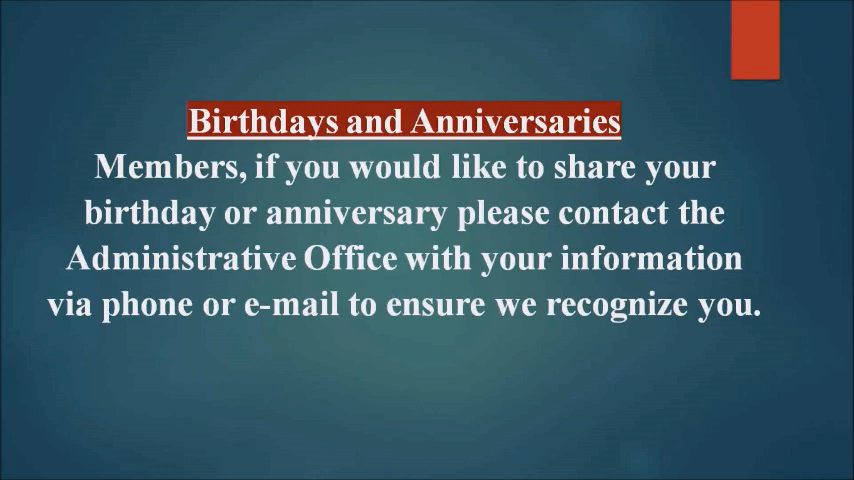 Birthdays and Anniversaries
Members, if you would like to share your
birthday or anniversary please contact the
Administrative Office with your information
via phone or e-mail to ensure we recognize you.